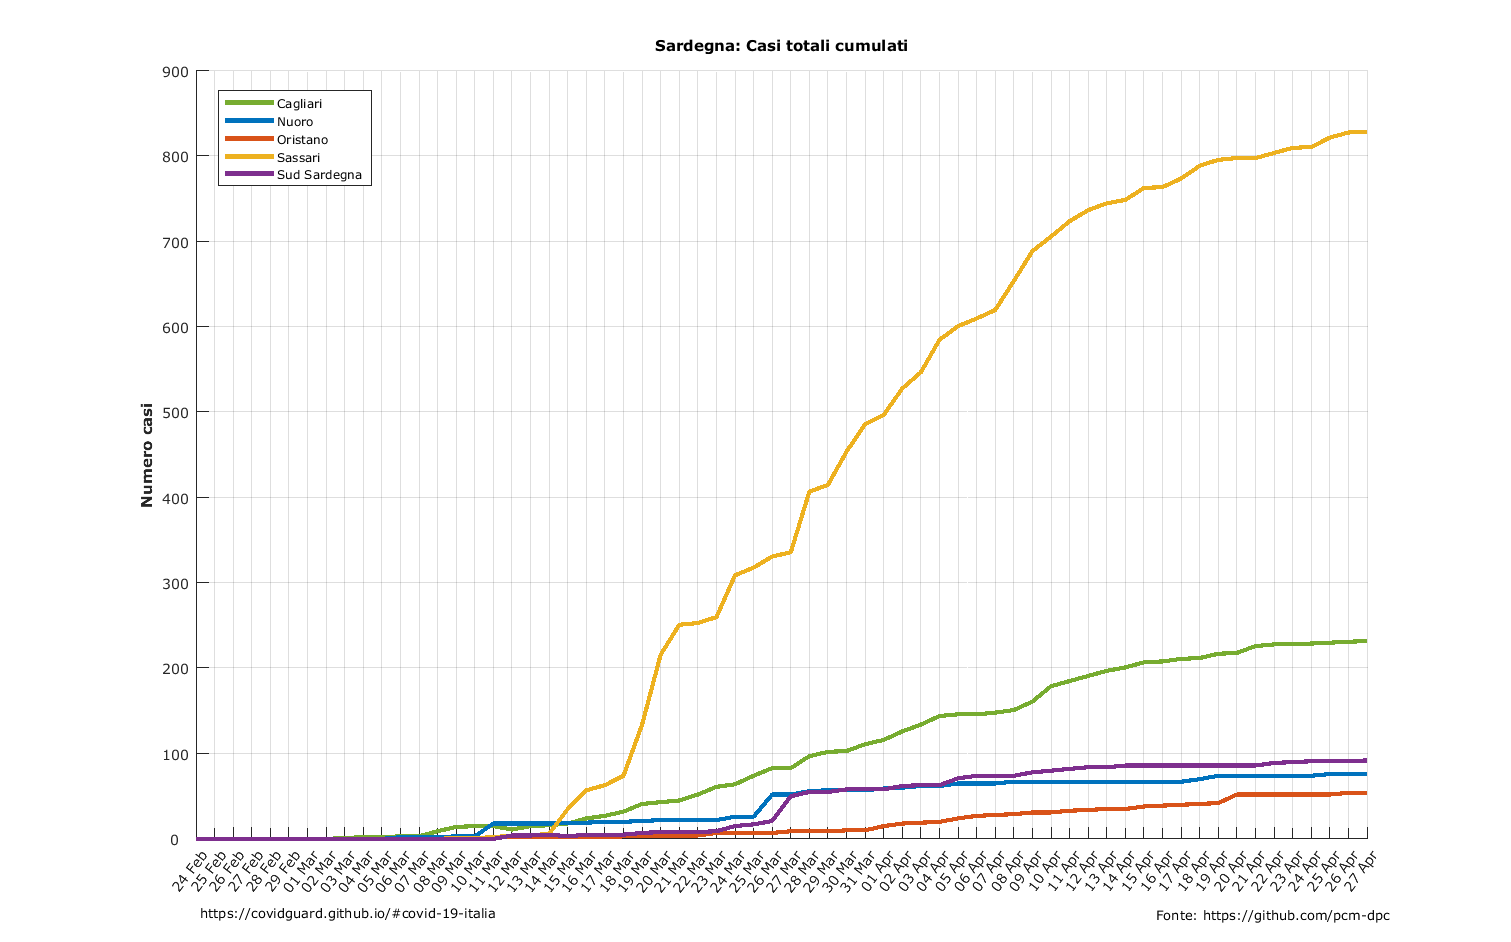 Sardegna: Casi totali cumulati
900
800
700
600
500
400
300
200
100
0
Numero casi
Cagliari
Nuoro
Oristano
Sassari
Sud Sardegna
24 Feb
25 Feb
26 Feb
27 Feb
28 Feb
29 Feb
01 Mar
02 Mar
03 Mar
04 Mar
05 Mar
06 Mar
07 Mar
08 Mar
09 Mar
10 Mar
11 Mar
12 Mar
13 Mar
14 Mar
15 Mar
16 Mar
17 Mar
18 Mar
19 Mar
20 Mar
21 Mar
22 Mar
23 Mar
24 Mar
25 Mar
26 Mar
27 Mar
28 Mar
29 Mar
30 Mar
31 Mar
01 Apr
02 Apr
03 Apr
04 Apr
05 Apr
06 Apr
07 Apr
08 Apr
09 Apr
10 Apr
11 Apr
12 Apr
13 Apr
14 Apr
15 Apr
16 Apr
17 Apr
18 Apr
19 Apr
20 Apr
21 Apr
22 Apr
23 Apr
24 Apr
25 Apr
26 Apr
27 Apr
https://covidguard.github.io/#covid-19-italia
Fonte: https://github.com/pcm-dpc